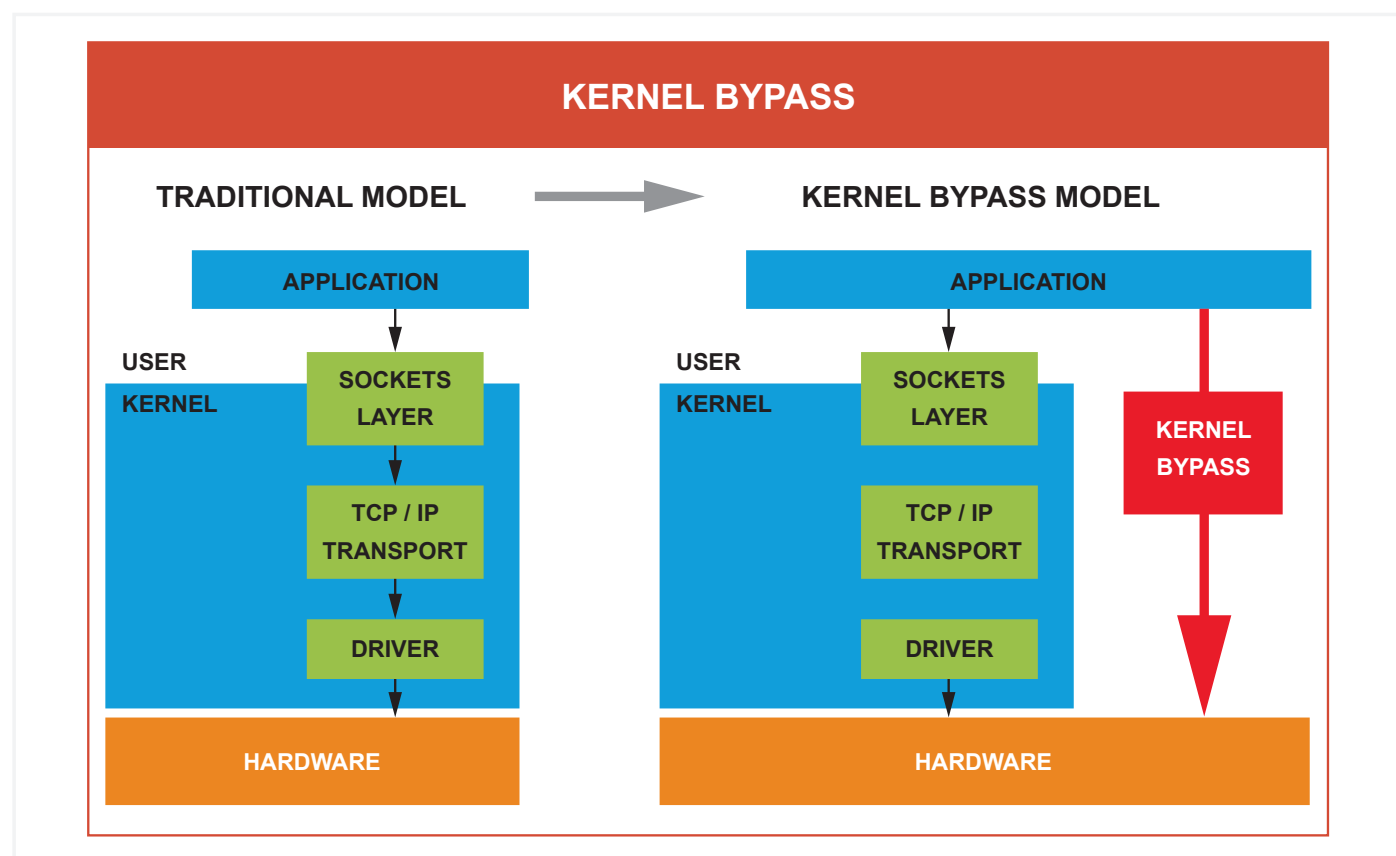 KERNEL BYPASS
TRADITIONAL MODEL
KERNEL BYPASS MODEL
APPLICATION
USER
KERNEL
SOCKETS
LAYER
TCP / IP
TRANSPORT
DRIVER
HARDWARE
APPLICATION
USER
KERNEL
SOCKETS
LAYER
TCP / IP
TRANSPORT
DRIVER
KERNEL
BYPASS
HARDWARE